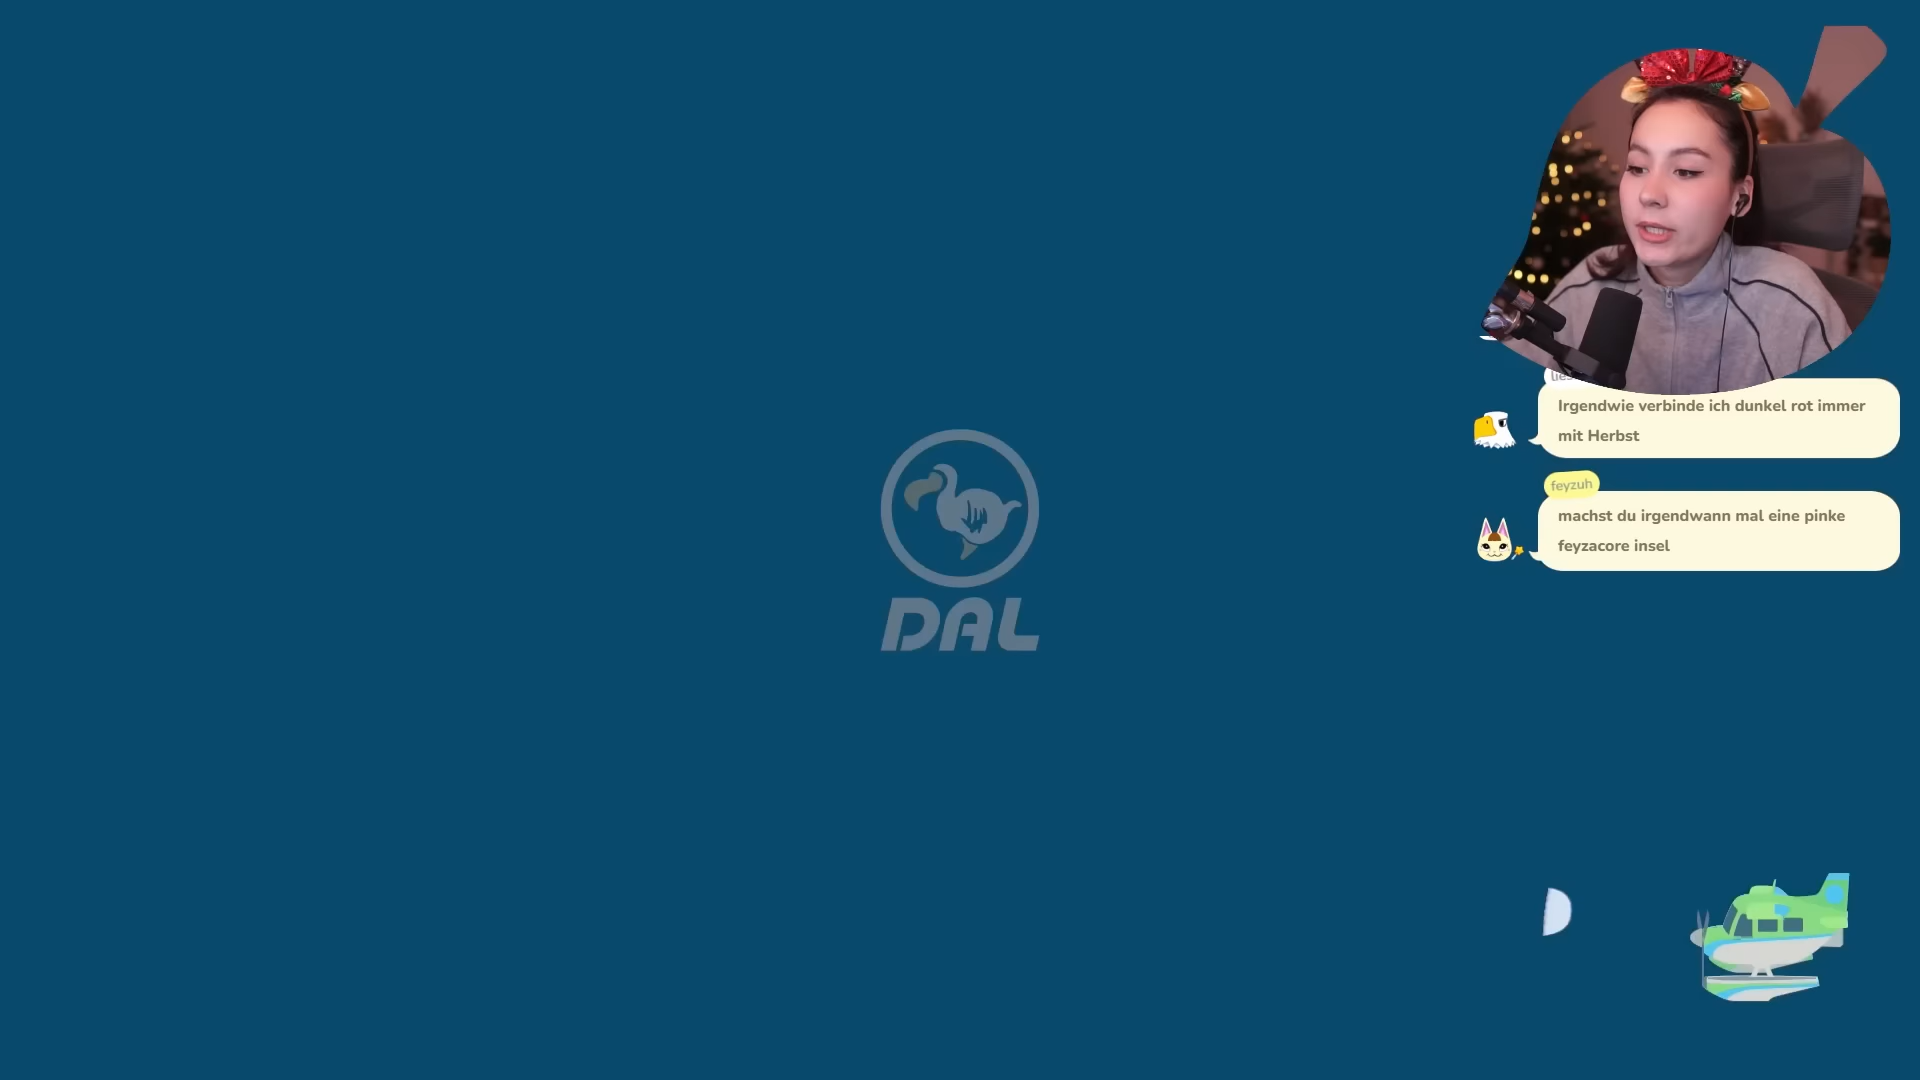 Irgendwie verbinde ich dunkel rot immer
mit Herbst
feyzuh
machst du irgendwann mal eine pinke
feyzacore insel
DAL